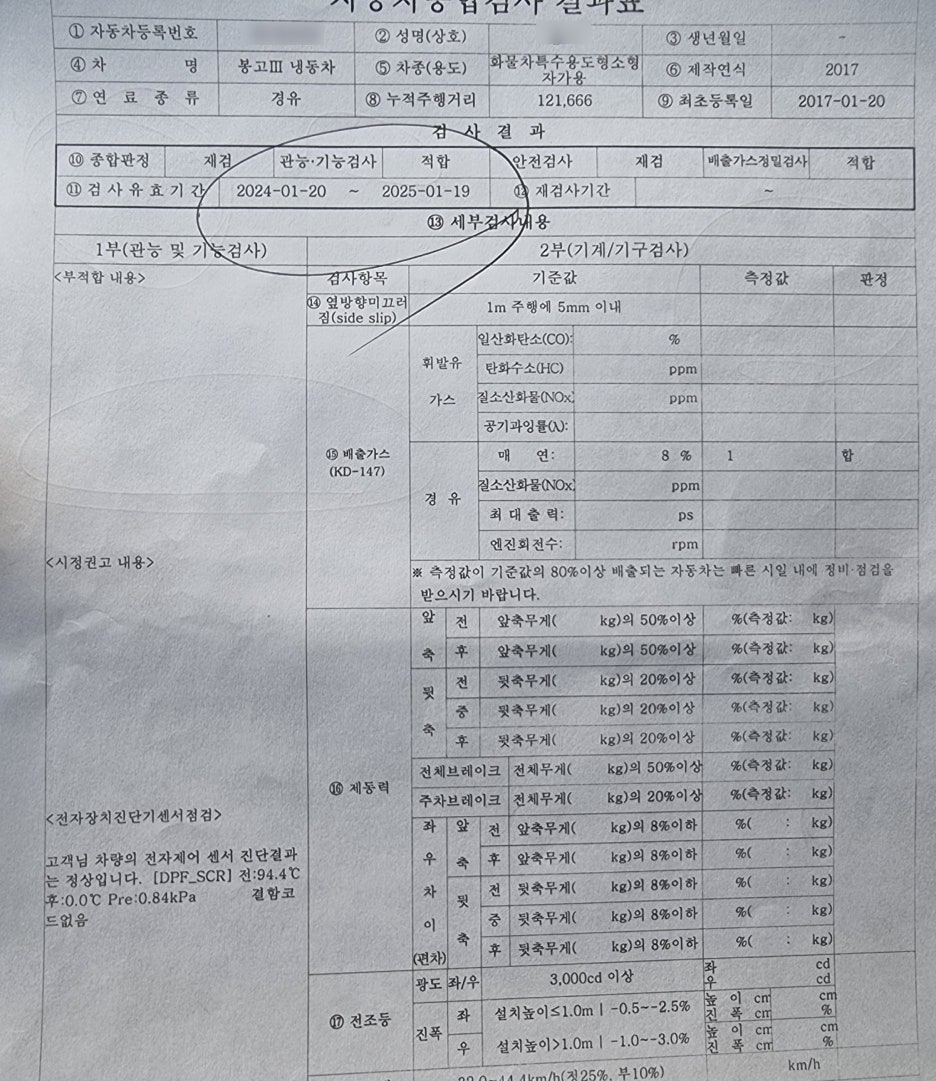 자동차종합검사 결과표
① 자동차등록번호 ② 성명(상호) ③ 생년월일 -
④ 차 명 봉고Ⅲ 냉동차 ⑤ 차종(용도) 화물차특수용도형소형 자가용 ⑥ 제작연식 2017
⑦ 연 료 종 류 경유 ⑧ 누적주행거리 121,666 ⑨ 최초등록일 2017-01-20
검 사 결 과
⑩ 종합판정 재검 관능·기능검사 적합 안전검사 재검 배출가스정밀검사 적합
⑪ 검 사 유 효 기 간 2024-01-20 ~ 2025-01-19 ⑫ 재검사기간 ~
⑬ 세부검사내용
1부(관능 및 기능검사) 2부(기계/기구검사)
<부적합 내용>
<시정권고 내용>
<전자장치진단기센서점검>
고객님 차량의 전자제어 센서 진단결과
는 정상입니다. [DPF_SCR] 전:94.4℃
후:0.0℃ Pre:0.84kPa 결함코
드없음
검사항목 기준값 측정값 판정
⑭ 옆방향미끄러
짐(side slip) 1m 주행에 5mm 이내
⑮ 배출가스
(KD-147)
휘발유
가스
일산화탄소(CO): %
탄화수소(HC) ppm
질소산화물(NOx) ppm
공기과잉률(λ):
경 유
매 연: 8 % 1 합
질소산화물(NOx) ppm
최 대 출 력: ps
엔진회전수: rpm
※ 측정값이 기준값의 80%이상 배출되는 자동차는 빠른 시일 내에 정비·점검을
받으시기 바랍니다.
⑯ 제동력
앞 축 전 앞축무게( kg)의 50%이상 %(측정값: kg)
후 앞축무게( kg)의 50%이상 %(측정값: kg)
뒷 축 전 뒷축무게( kg)의 20%이상 %(측정값: kg)
중 뒷축무게( kg)의 20%이상 %(측정값: kg)
후 뒷축무게( kg)의 20%이상 %(측정값: kg)
전체브레이크 전체무게( kg)의 50%이상 %(측정값: kg)
주차브레이크 전체무게( kg)의 20%이상 %(측정값: kg)
좌 우 차 이 (편차)
앞 축 전 앞축무게( kg)의 8%이하 %( : kg)
후 앞축무게( kg)의 8%이하 %( : kg)
뒷 축 전 뒷축무게( kg)의 8%이하 %( : kg)
중 뒷축무게( kg)의 8%이하 %( : kg)
후 뒷축무게( kg)의 8%이하 %( : kg)
⑰ 전조등
광도 좌/우 3,000cd 이상 좌 cd
우 cd
진폭 좌 설치높이≤1.0m | -0.5~-2.5% 높 이 cm cm
진 폭 cm %
우 설치높이>1.0m | -1.0~-3.0% 높 이 cm cm
진 폭 cm %
44.4km/h(정25%, 부10%) km/h